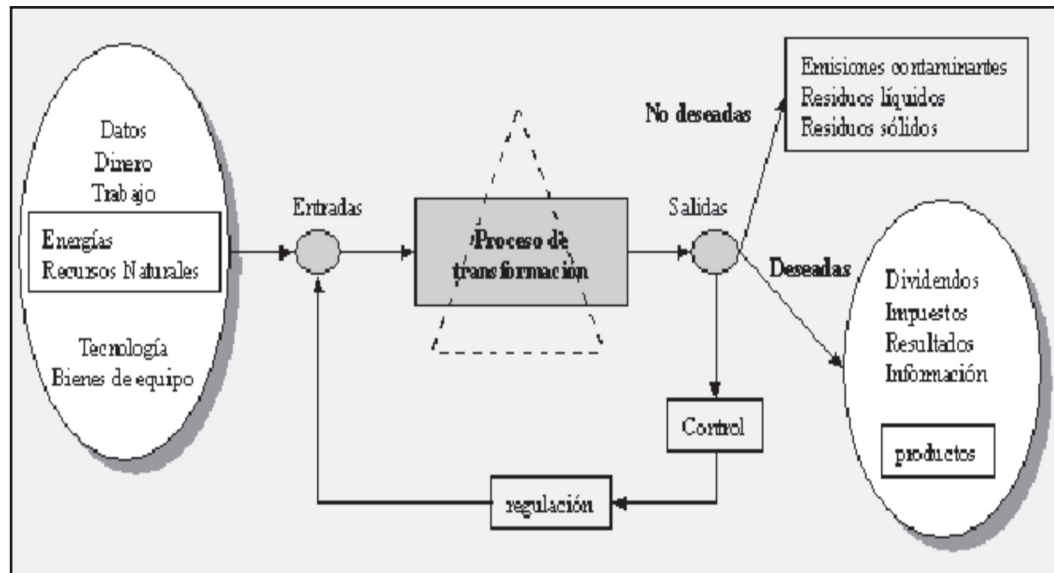 Datos
Dinero
Trabajo
Energías
Recursos Naturales
Tecnología
Bienes de equipo
Entradas
Proceso de
transformación
Salidas
No deseadas
Emisiones contaminantes
Residuos líquidos
Residuos sólidos
Deseadas
Dividendos
Impuestos
Resultados
Información
productos
Control
regulación